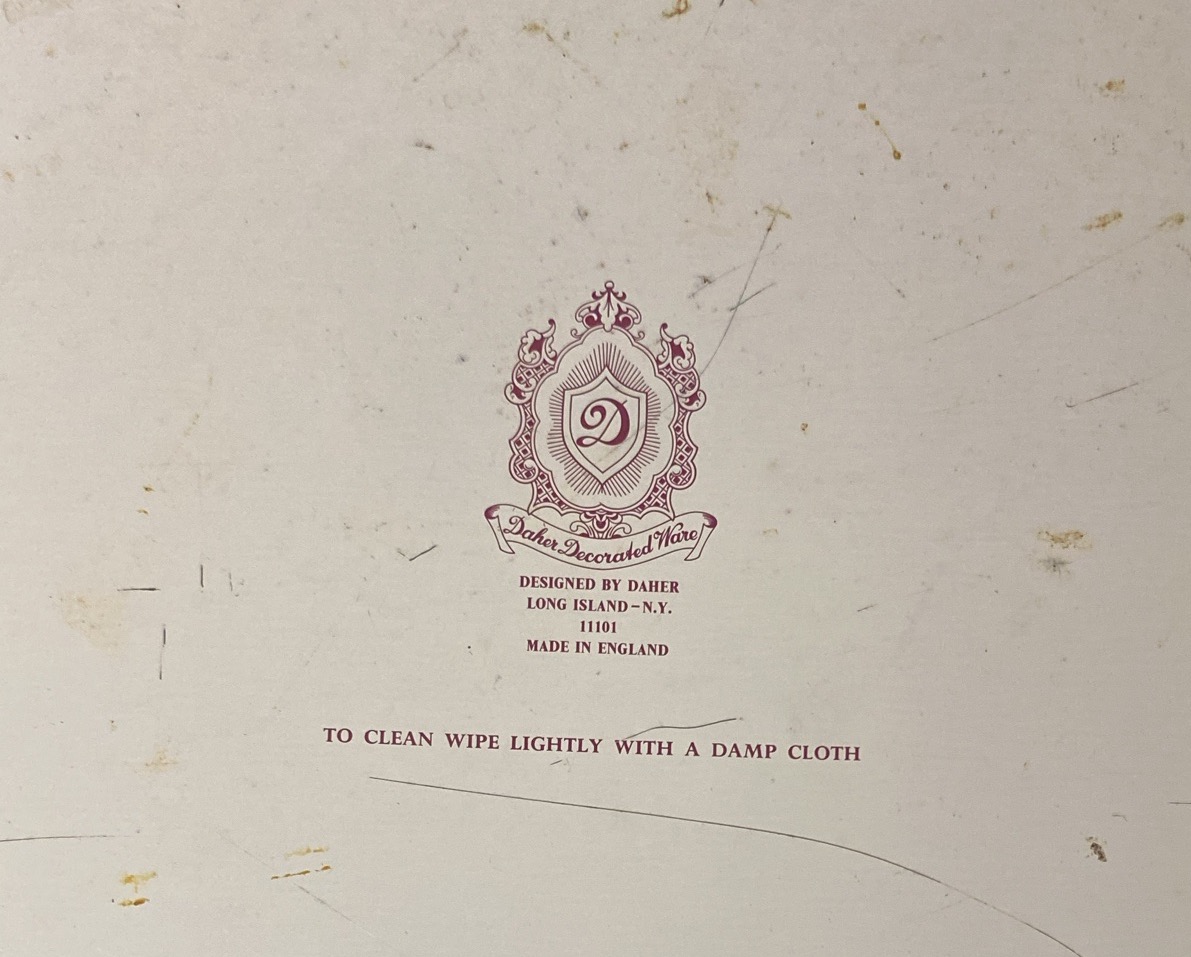 D
Daher Decorated Ware
DESIGNED BY DAHER
LONG ISLAND–N.Y.
11101
MADE IN ENGLAND
TO CLEAN WIPE LIGHTLY WITH A DAMP CLOTH